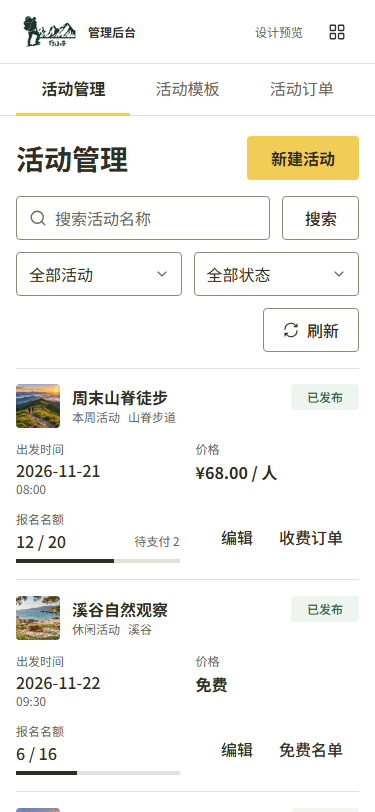 管理后台
设计预览
活动管理
活动模板
活动订单
活动管理
新建活动
搜索活动名称
搜索
全部活动
全部状态
刷新
周末山脊徒步
已发布
本周活动 山脊步道
出发时间
价格
2026-11-21
¥68.00 / 人
08:00
报名名额
12 / 20
待支付 2
编辑
收费订单
溪谷自然观察
已发布
休闲活动 溪谷
出发时间
价格
2026-11-22
免费
09:30
报名名额
6 / 16
编辑
免费名单